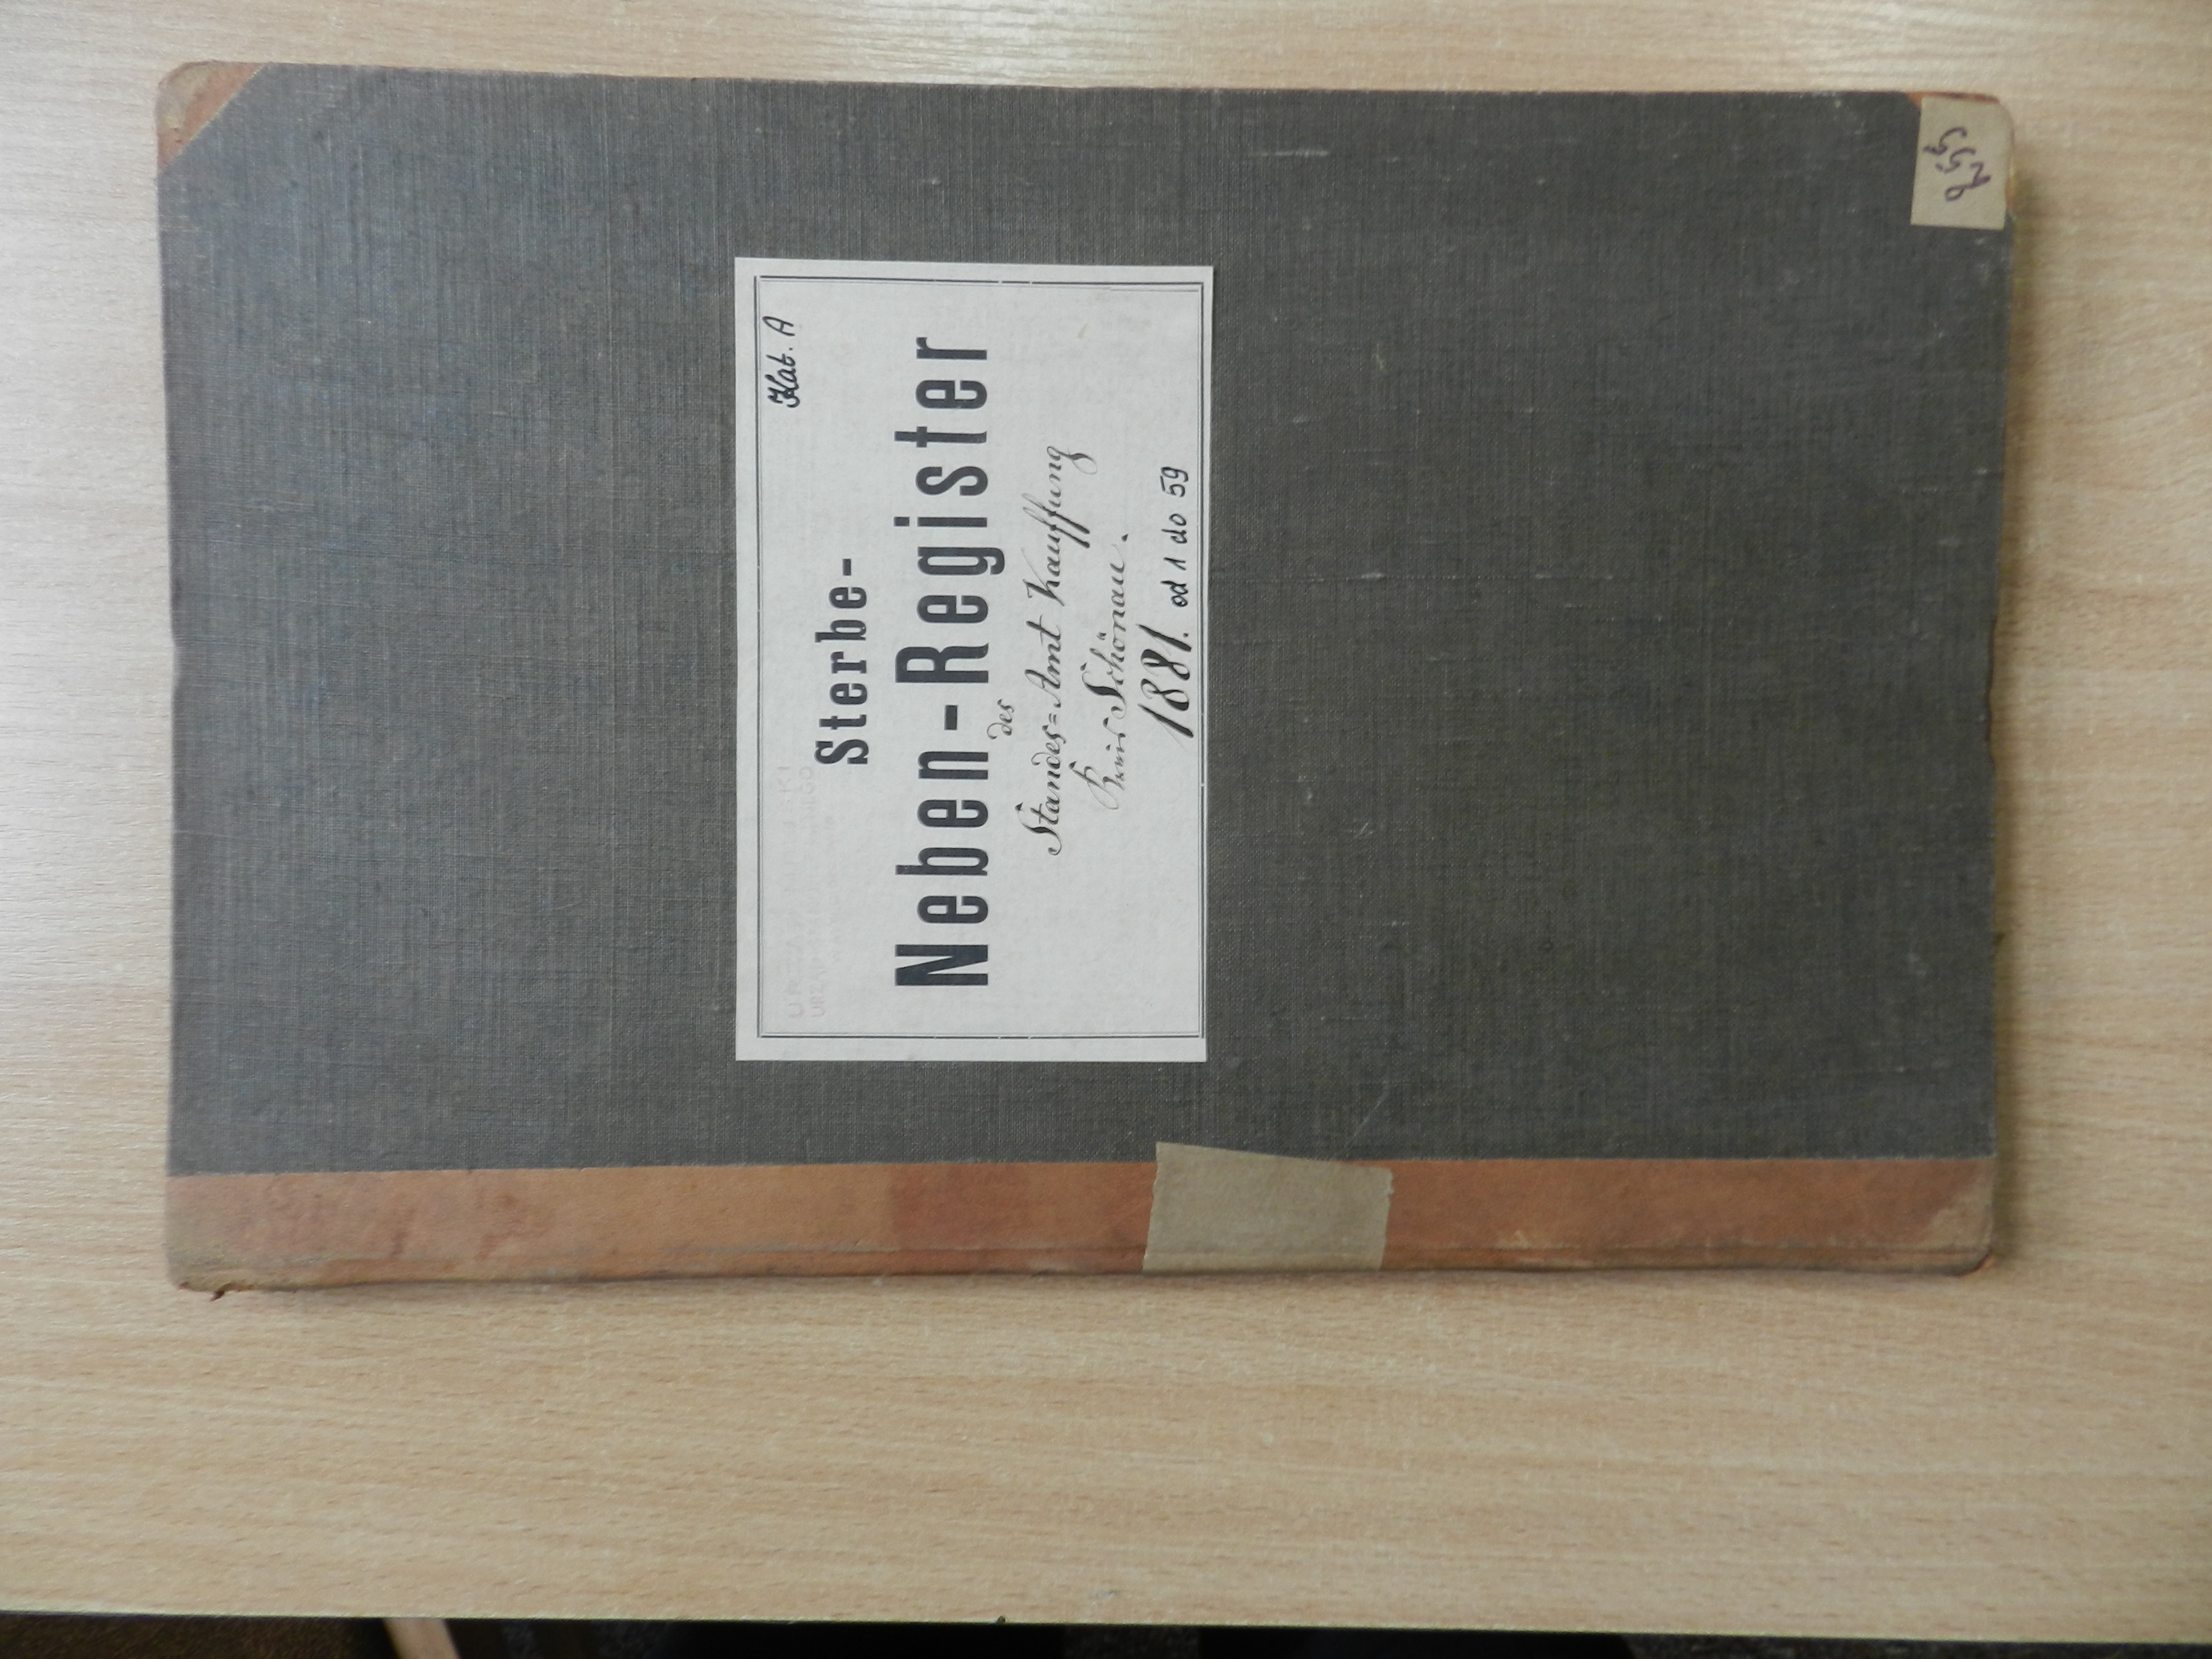 Kat. A
Sterbe-
Neben-Register
des
Standes=Amt Kauffung
Kreis Schönau.
1881. od 1 do 59